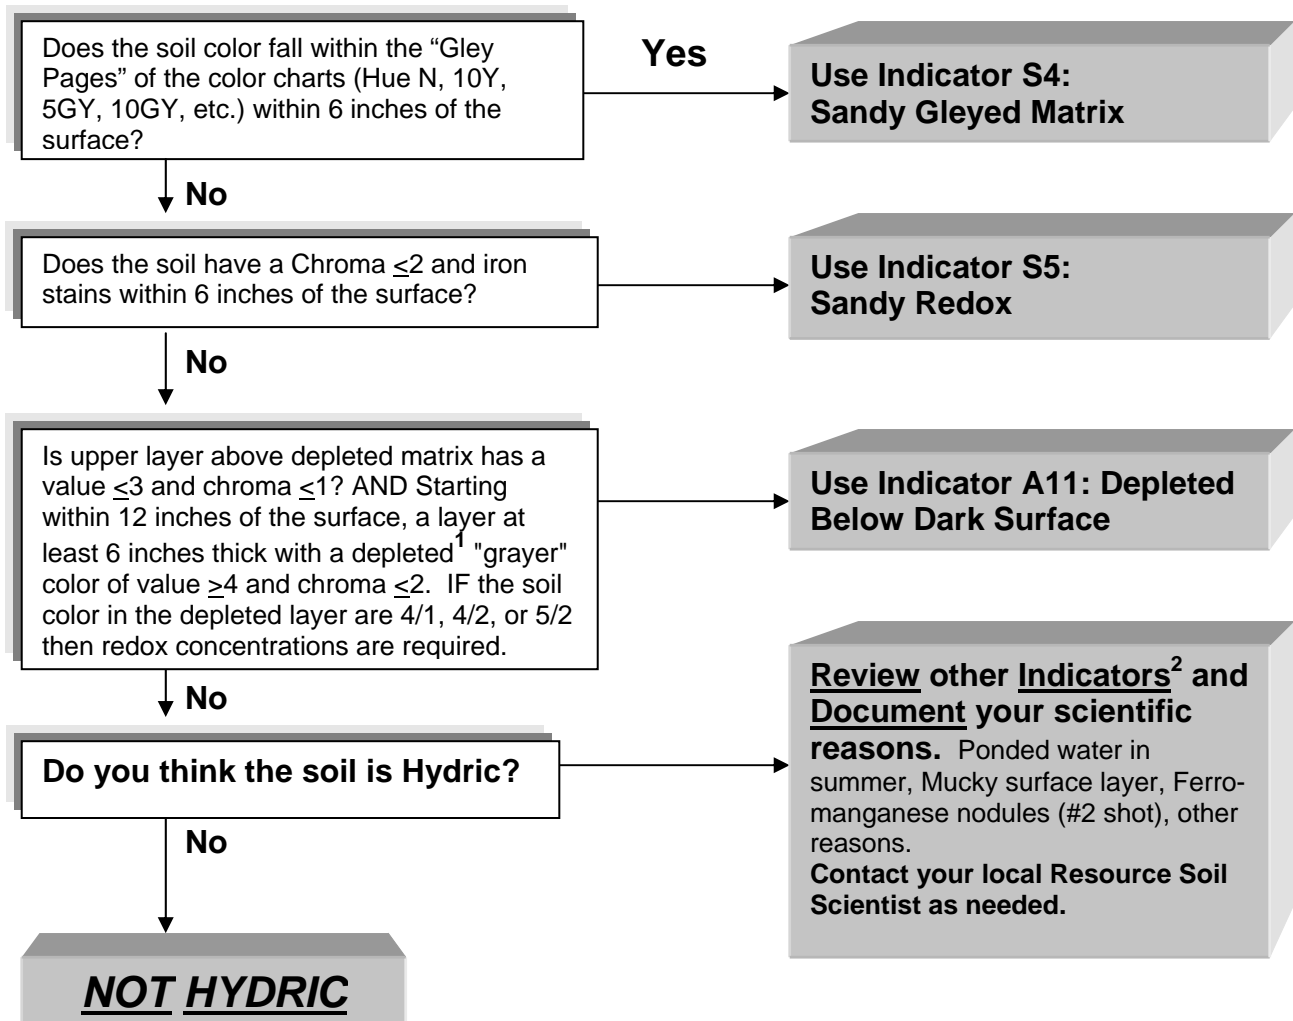 Does the soil color fall within the “Gley
Pages” of the color charts (Hue N, 10Y,
5GY, 10GY, etc.) within 6 inches of the
surface?
Yes
Use Indicator S4:
Sandy Gleyed Matrix
No
Does the soil have a Chroma <2 and iron
stains within 6 inches of the surface?
Use Indicator S5:
Sandy Redox
No
Is upper layer above depleted matrix has a
value <3 and chroma <1? AND Starting
within 12 inches of the surface, a layer at
least 6 inches thick with a depleted1 "grayer"
color of value >4 and chroma <2.  IF the soil
color in the depleted layer are 4/1, 4/2, or 5/2
then redox concentrations are required.
Use Indicator A11: Depleted
Below Dark Surface
No
Do you think the soil is Hydric?
Review other Indicators2 and
Document your scientific
reasons.  Ponded water in
summer, Mucky surface layer, Ferro-
manganese nodules (#2 shot), other
reasons.
Contact your local Resource Soil
Scientist as needed.
No
NOT HYDRIC